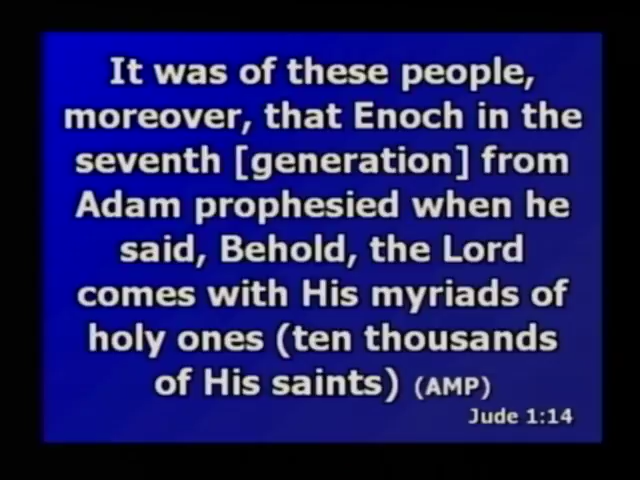 It was of these people,
moreover, that Enoch in the
seventh [generation] from
Adam prophesied when he
said, Behold, the Lord
comes with His myriads of
holy ones (ten thousands
of His saints) (AMP)
Jude 1:14